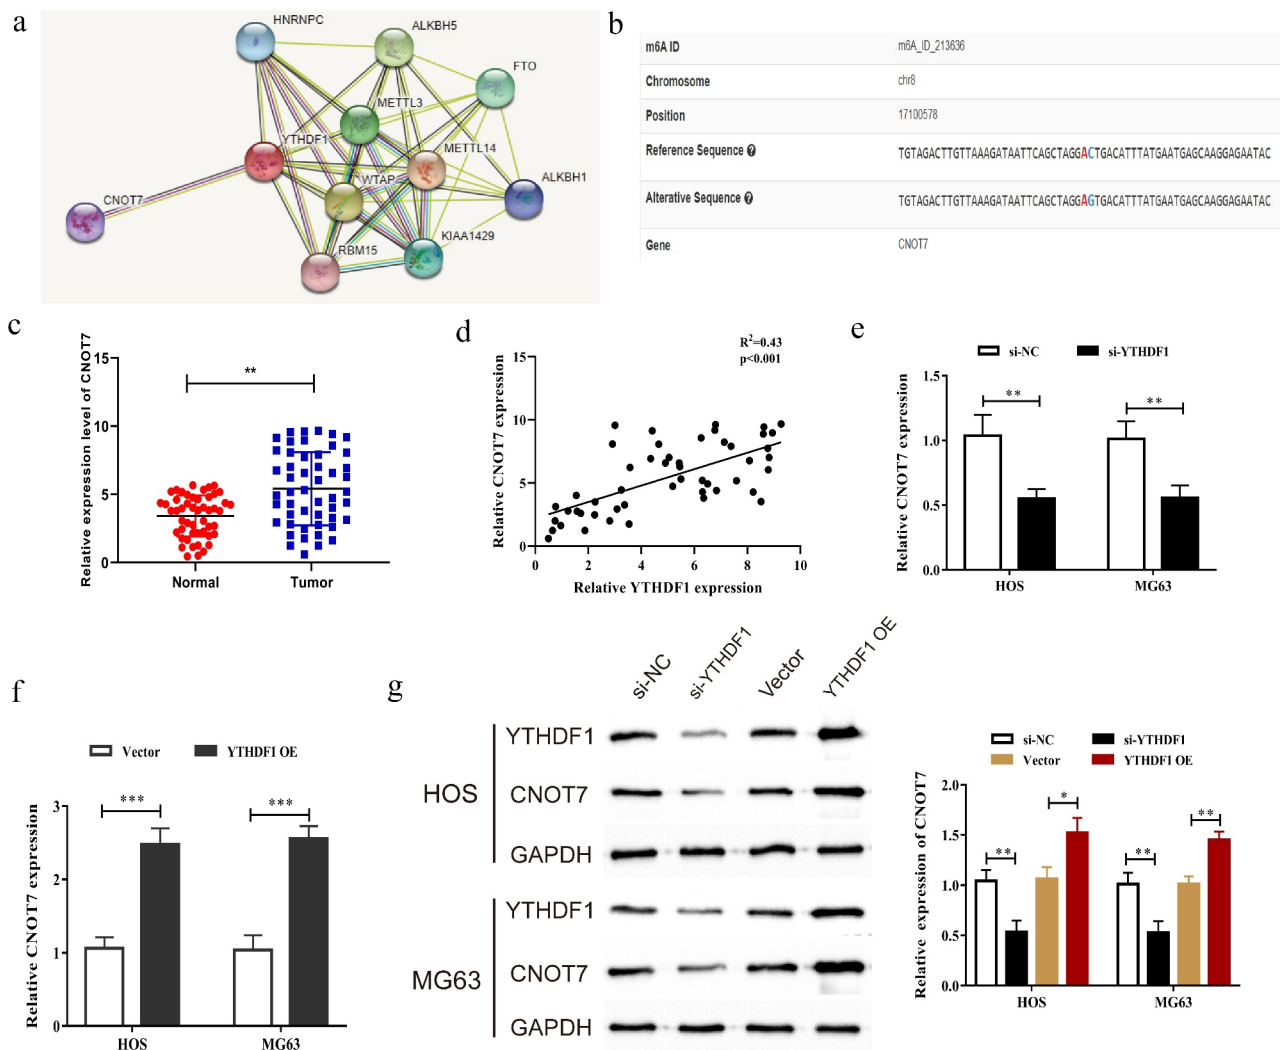 a
HNRNPC
ALKBH5
FTO
METTL3
YTHDF1
METTL14
WTAP
ALKBH1
CNOT7
RBM15
KIAA1429
b
m6A ID m6A_ID_213636
Chromosome chr8
Position 17100578
Reference Sequence ? TGTAGACTTGTTAAAGATAATTCAGCTAGGACTGACATTTATGAATGAGCAAGGAGAATAC
Alterative Sequence ? TGTAGACTTGTTAAAGATAATTCAGCTAGGAGTGACATTTATGAATGAGCAAGGAGAATAC
Gene CNOT7
c
Relative expression level of CNOT7
15
10
5
0
**
Normal Tumor
d
R²=0.43
p<0.001
Relative CNOT7 expression
15
10
5
0
0 2 4 6 8 10
Relative YTHDF1 expression
e
si-NC si-YTHDF1
Relative CNOT7 expression
1.5
1.0
0.5
0.0
** **
HOS MG63
f
Vector YTHDF1 OE
Relative CNOT7 expression
3
2
1
0
*** ***
HOS MG63
g
si-NC si-YTHDF1 Vector YTHDF1 OE
HOS
YTHDF1
CNOT7
GAPDH
MG63
YTHDF1
CNOT7
GAPDH
si-NC si-YTHDF1
Vector YTHDF1 OE
Relative expression of CNOT7
2.0
1.5
1.0
0.5
0.0
** * ** **
HOS MG63